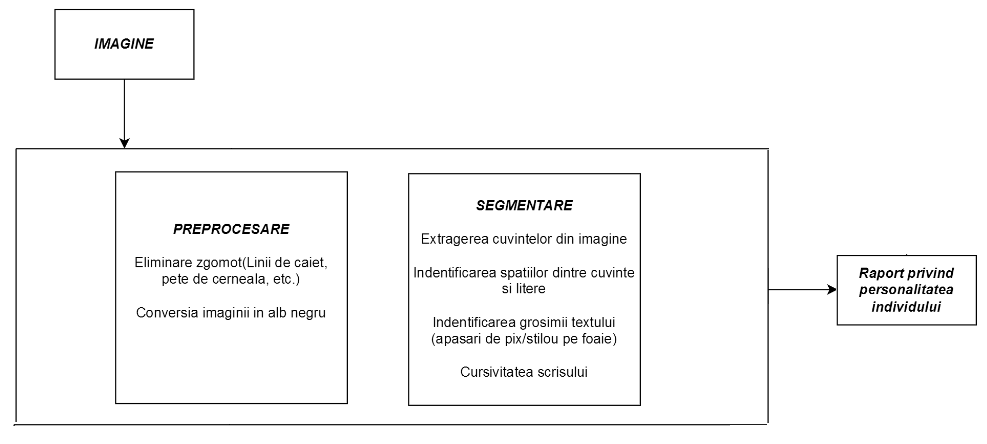 IMAGINE
PREPROCESARE
Eliminare zgomot(Linii de caiet,
pete de cerneala, etc.)
Conversia imaginii in alb negru
SEGMENTARE
Extragerea cuvintelor din imagine
Indentificarea spatiilor dintre cuvinte
si litere
Indentificarea grosimii textului
(apasari de pix/stilou pe foaie)
Cursivitatea scrisului
Raport privind
personalitatea
individului